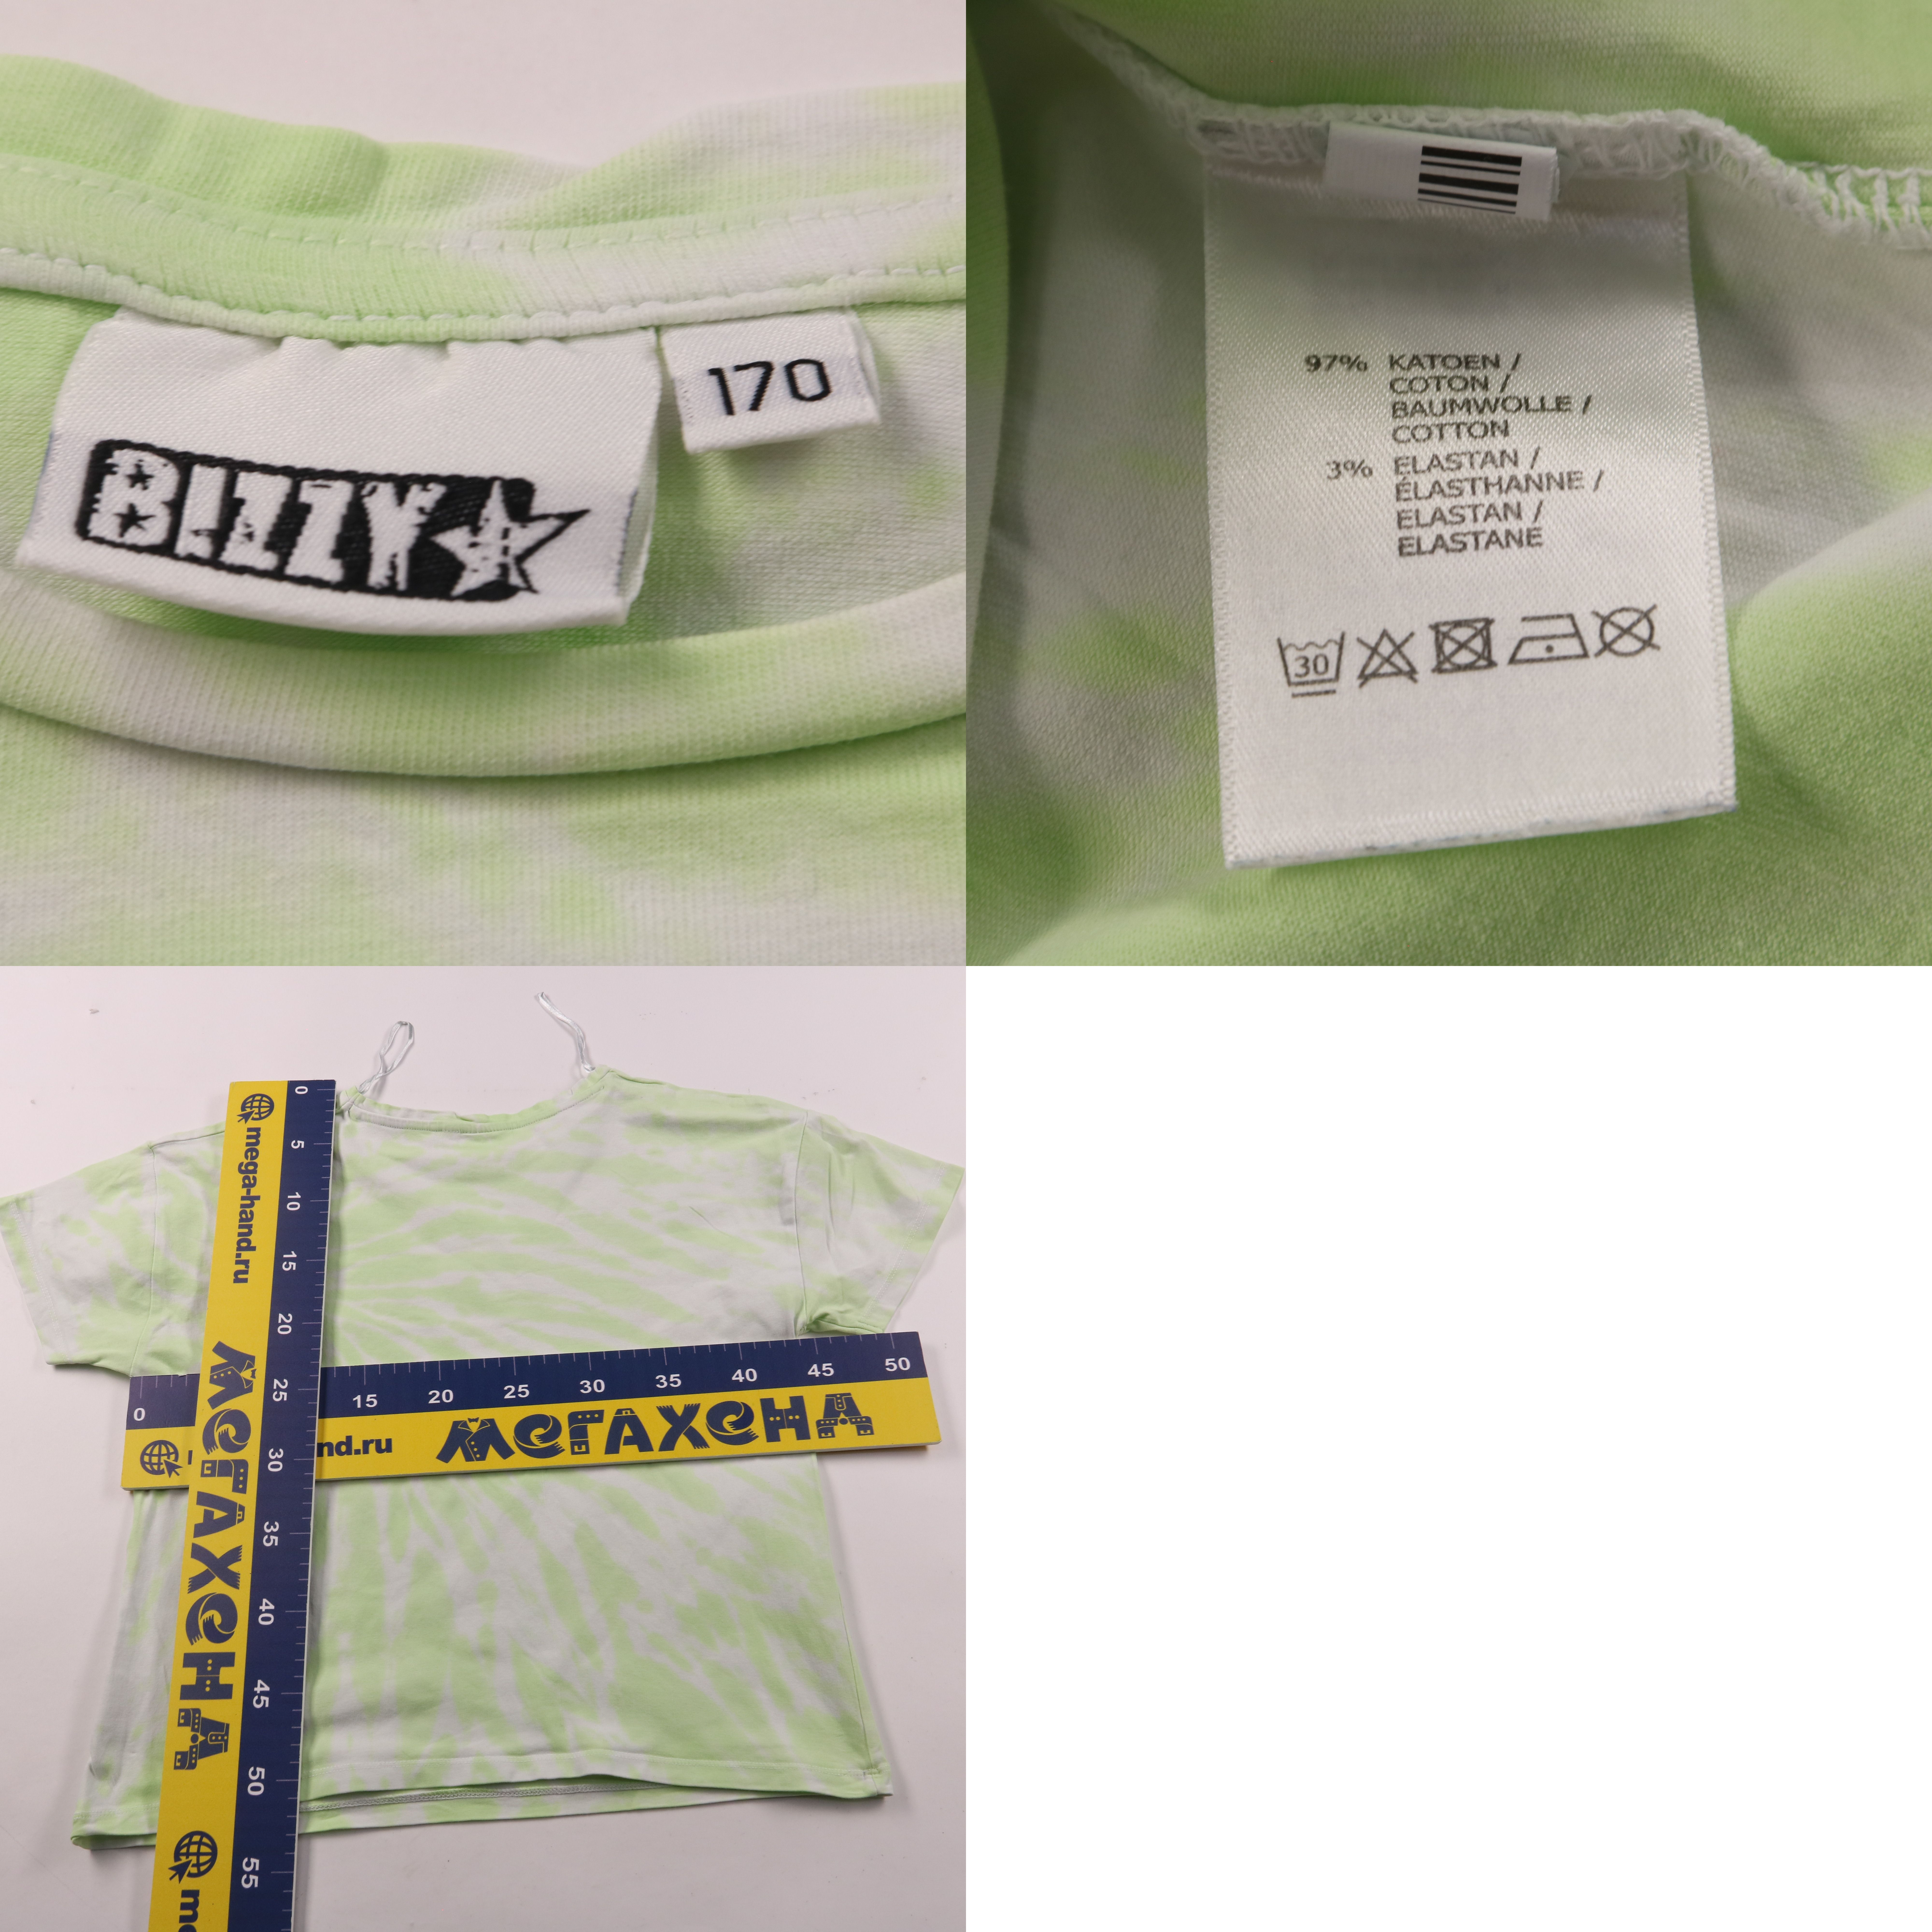 BIZZY
170
97% KATOEN /
COTON /
BAUMWOLLE /
COTTON
3% ELASTAN /
ÉLASTHANNE /
ELASTAN /
ELASTANE
30
0
5
10
15
20
25
30
35
40
45
50
55
mega-hand.ru
МЕГАХЕНД
0
15 20 25 30 35 40 45 50
nd.ru
МЕГАХЕНД